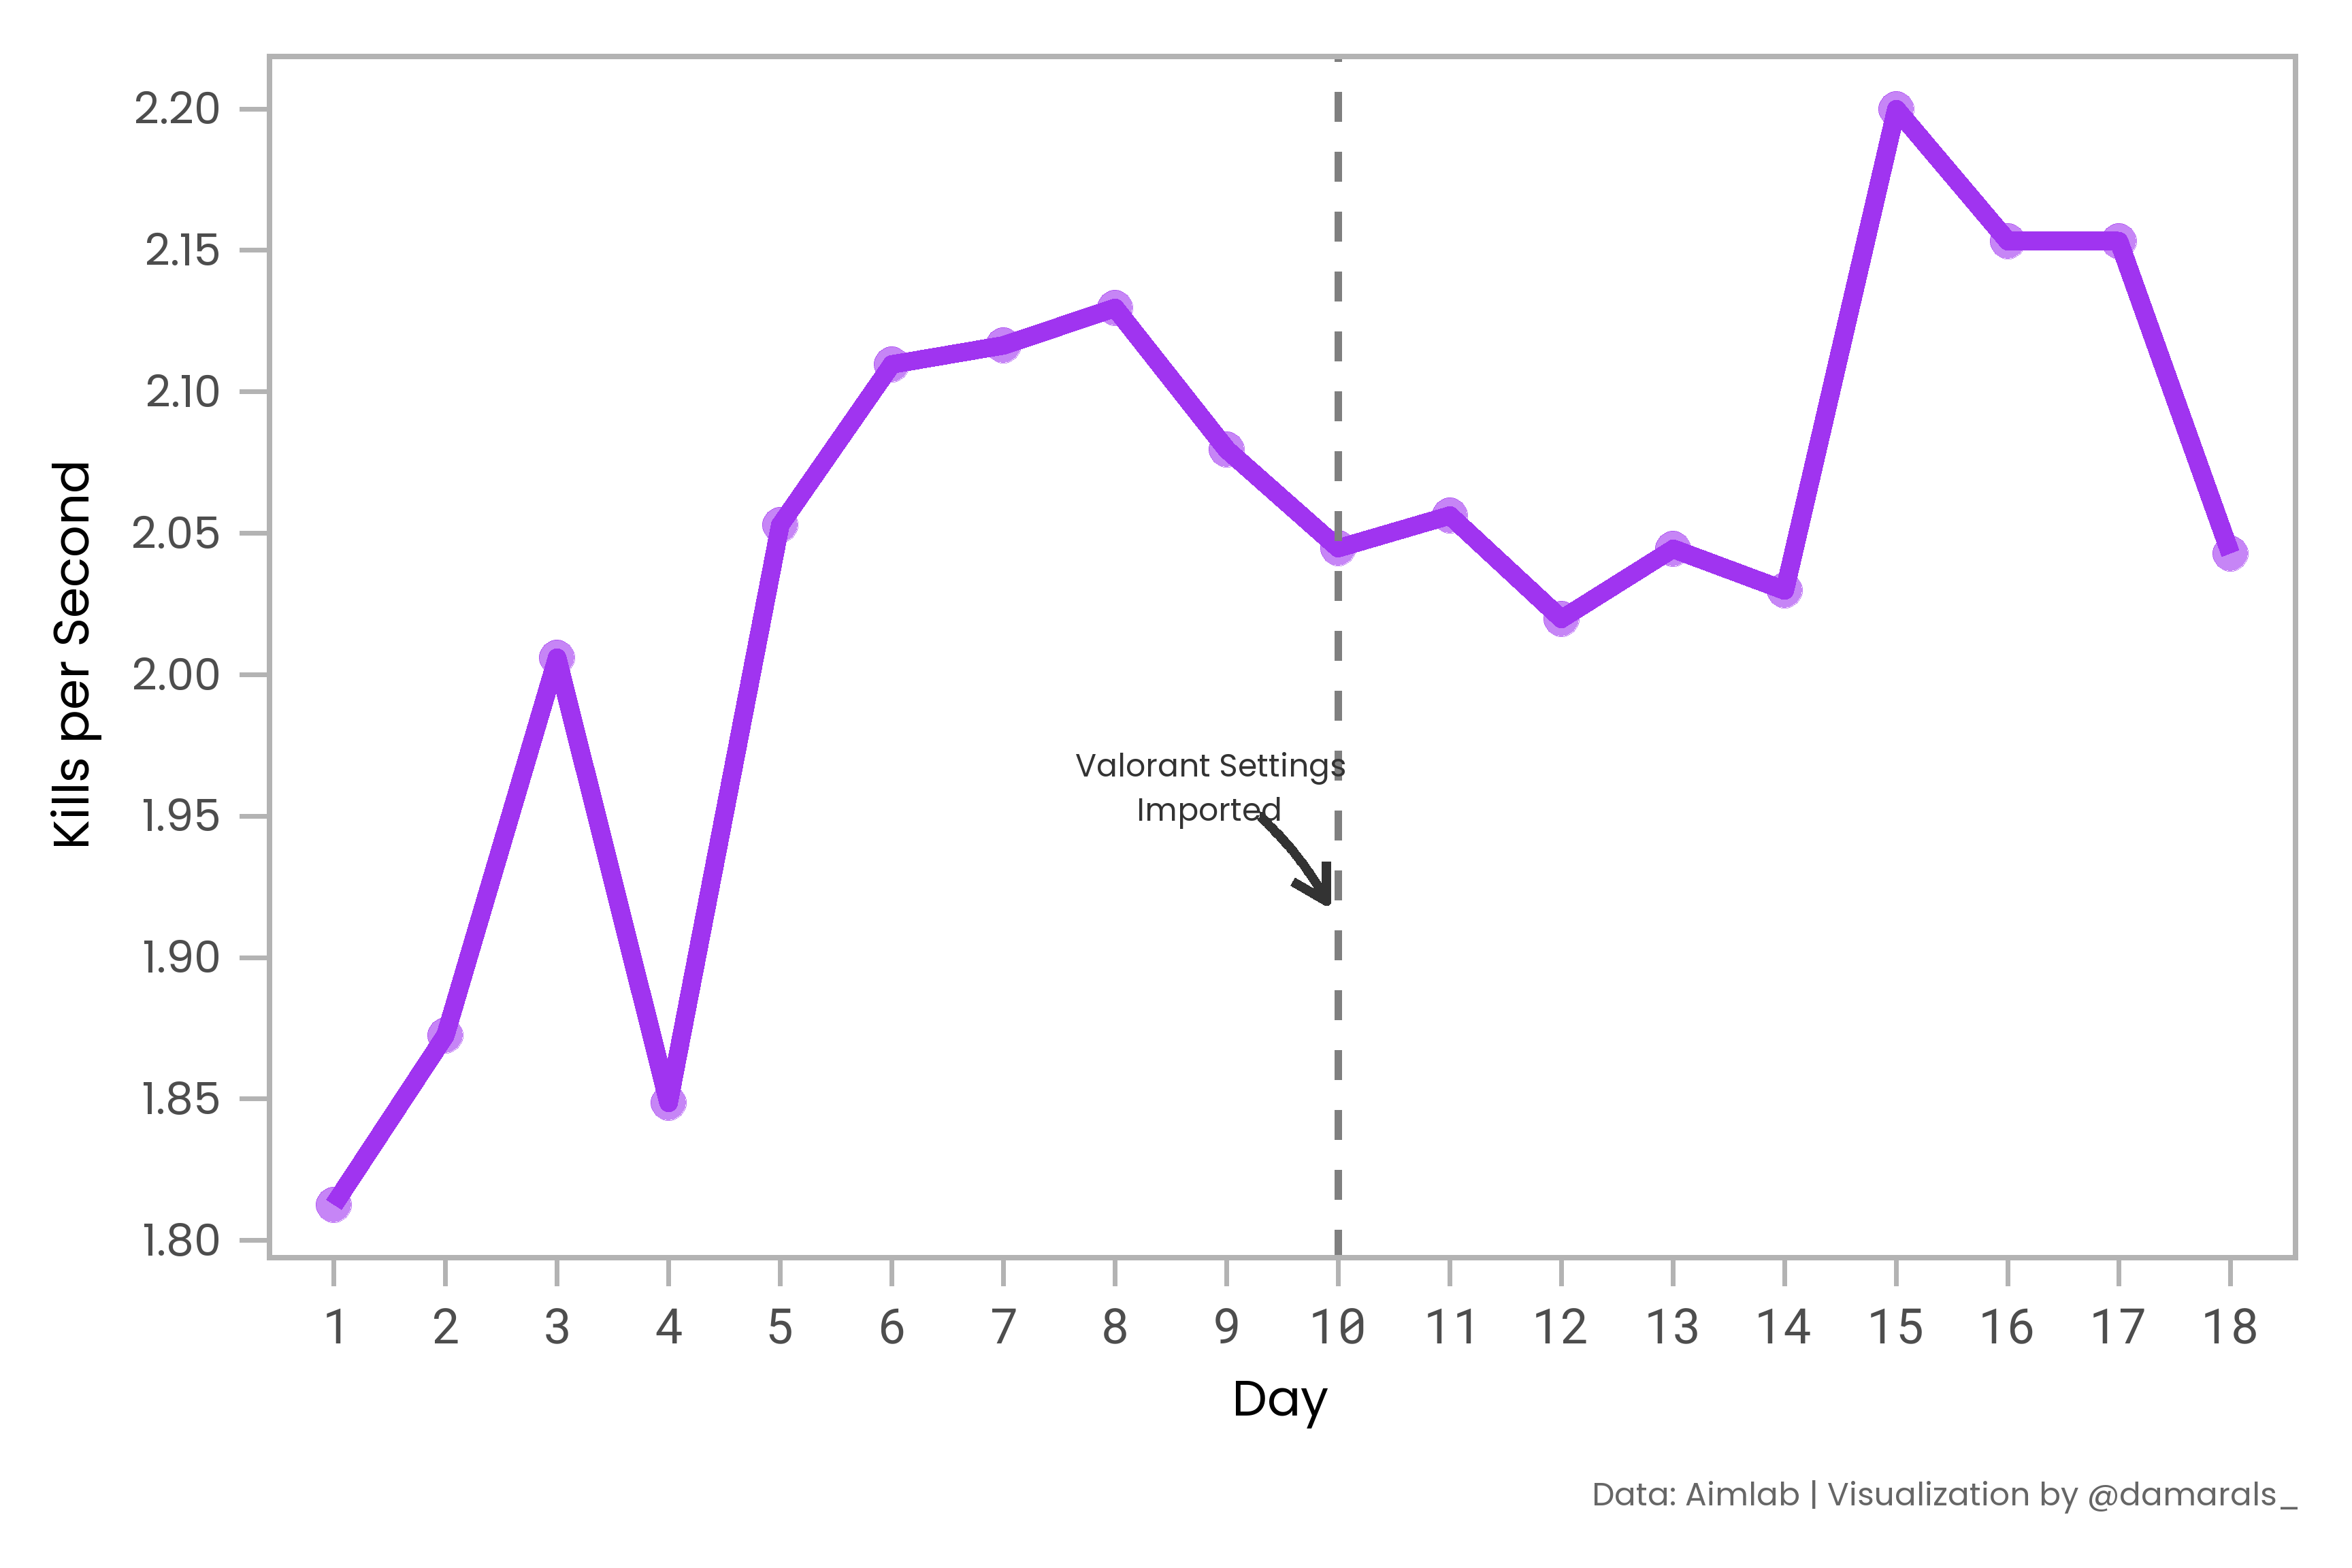 2.20
2.15
2.10
2.05
2.00
1.95
1.90
1.85
1.80
Kills per Second
Valorant Settings
Imported
1 2 3 4 5 6 7 8 9 10 11 12 13 14 15 16 17 18
Day
Data: Aimlab | Visualization by @damarals_